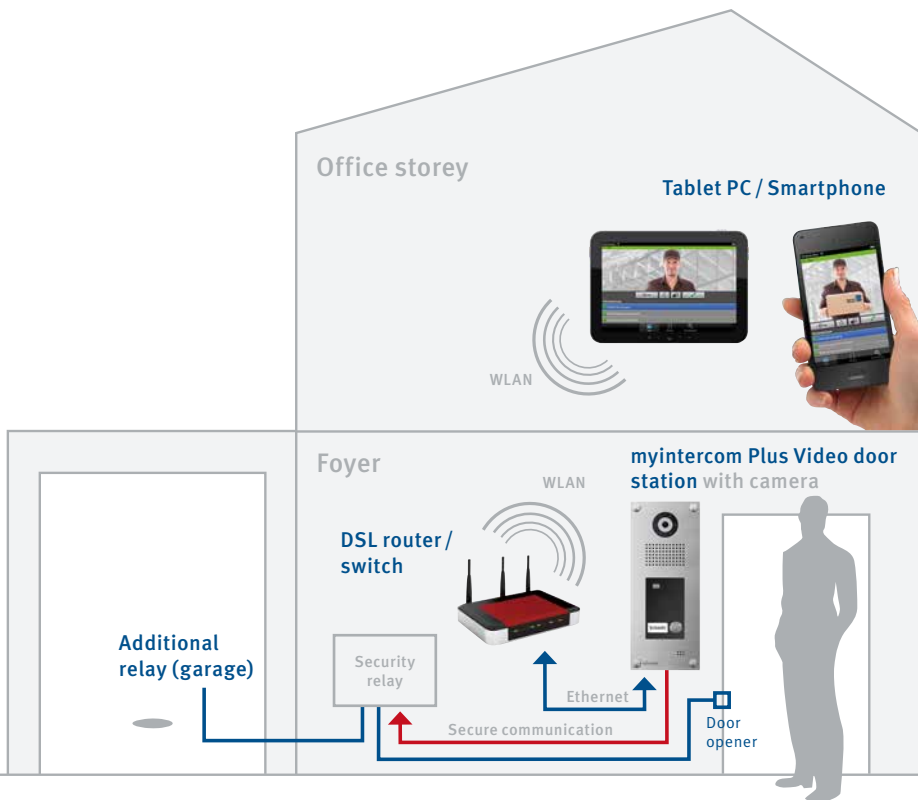 Office storey
Tablet PC / Smartphone
WLAN
Foyer
WLAN
myintercom Plus Video door
station with camera
DSL router /
switch
Additional
relay (garage)
Security
relay
Ethernet
Secure communication
Door
opener